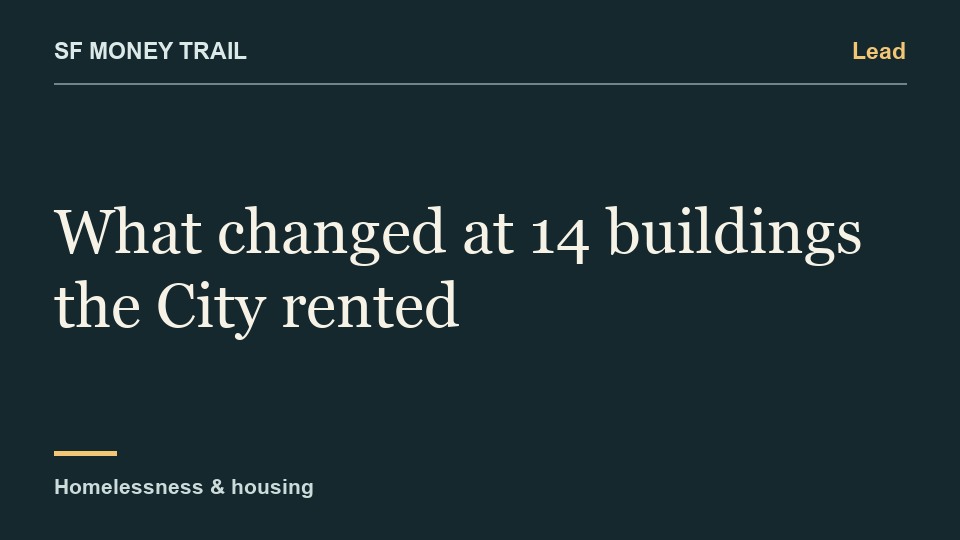 SF MONEY TRAIL
Lead
What changed at 14 buildings
the City rented
Homelessness & housing